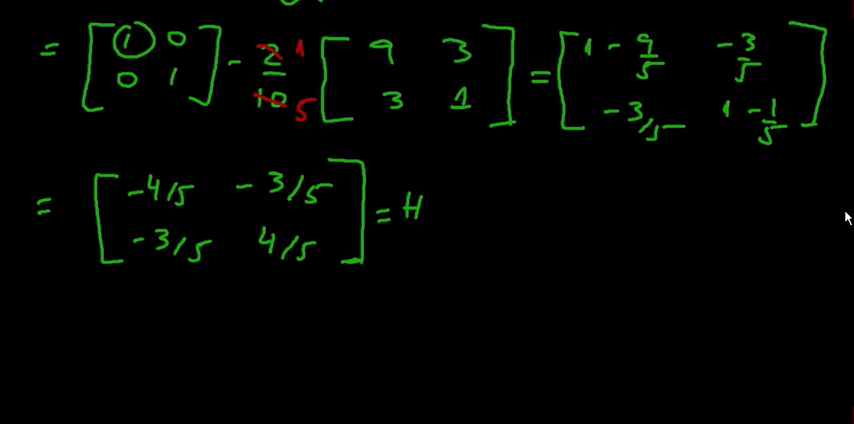 = [ 1 0 ; 0 1 ] - 2/10 1/5 [ 9 3 ; 3 1 ] = [ 1 - 9/5 -3/5 ; -3/5 1 - 1/5 ]
= [ -4/5 -3/5 ; -3/5 4/5 ] = H